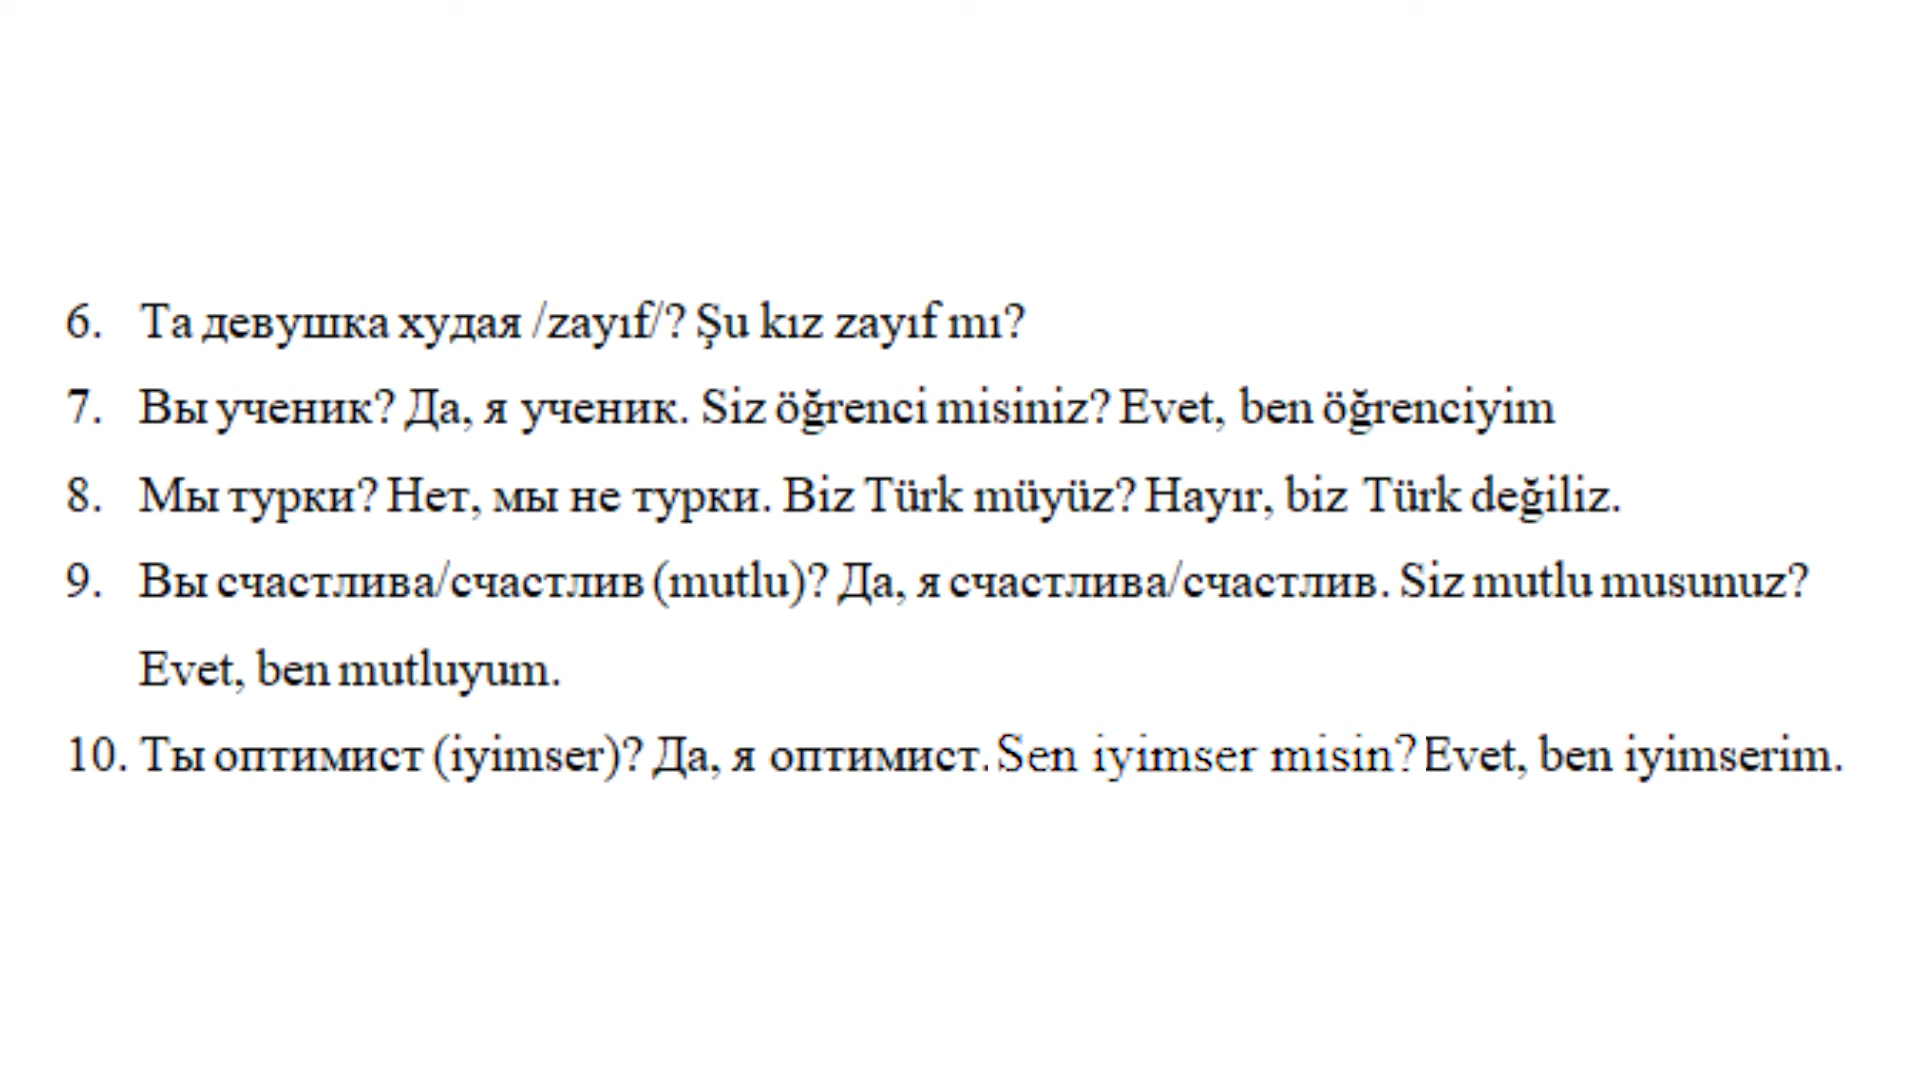 6. Та девушка худая /zayıf/? Şu kız zayıf mı?
7. Вы ученик? Да, я ученик. Siz öğrenci misiniz? Evet, ben öğrenciyim
8. Мы турки? Нет, мы не турки. Biz Türk müyüz? Hayır, biz Türk değiliz.
9. Вы счастлива/счастлив (mutlu)? Да, я счастлива/счастлив. Siz mutlu musunuz?
Evet, ben mutluyum.
10. Ты оптимист (iyimser)? Да, я оптимист. Sen iyimser misin? Evet, ben iyimserim.